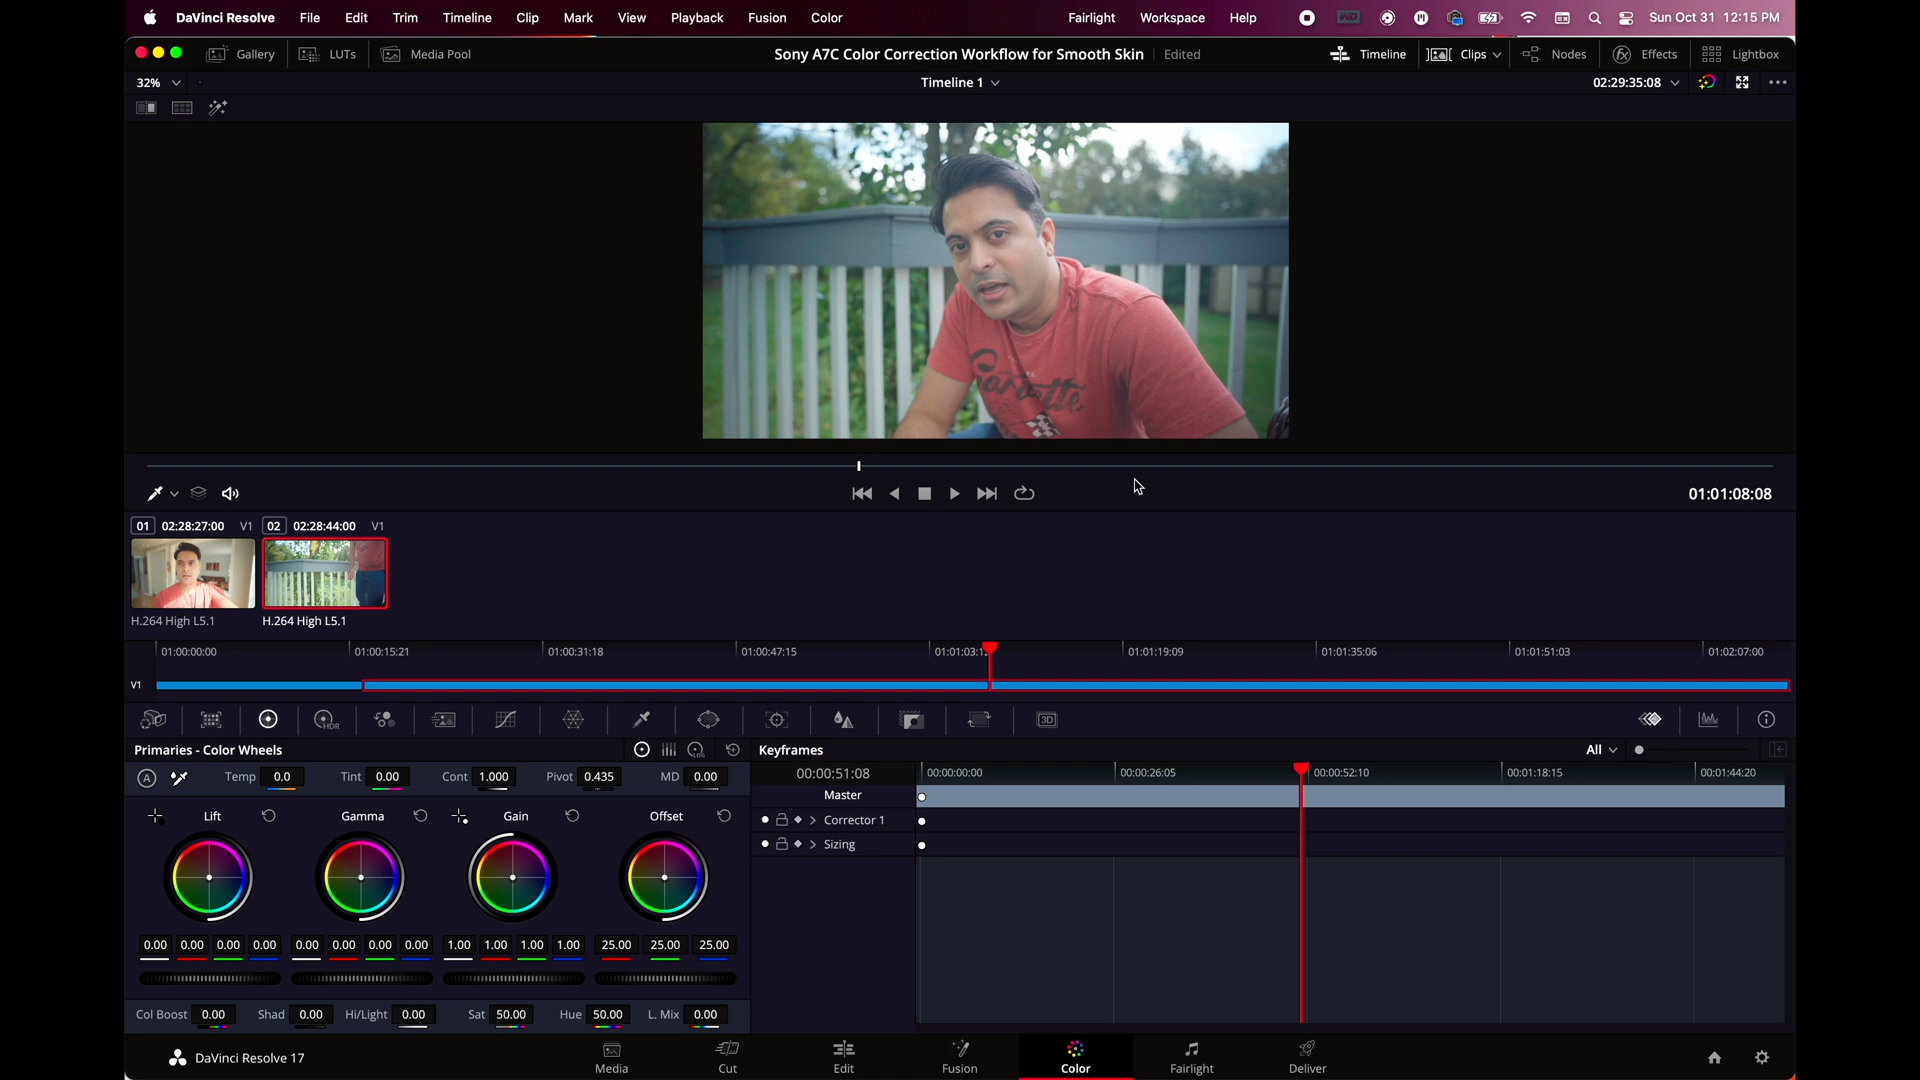 DaVinci Resolve File Edit Trim Timeline Clip Mark View Playback Fusion Color Fairlight Workspace Help Sun Oct 31 12:15 PM
Gallery LUTs Media Pool Sony A7C Color Correction Workflow for Smooth Skin Edited Timeline Clips Nodes Effects Lightbox
32% Timeline 1 02:29:35:08
Corvette
01:01:08:08
01 02:28:27:00 V1 02 02:28:44:00 V1
H.264 High L5.1 H.264 High L5.1
01:00:00:00 01:00:15:21 01:00:31:18 01:00:47:15 01:01:03:1 01:01:19:09 01:01:35:06 01:01:51:03 01:02:07:00
V1
HDR 3D
Primaries - Color Wheels LOG Keyframes All
A Temp 0.0 Tint 0.00 Cont 1.000 Pivot 0.435 MD 0.00 00:00:51:08 00:00:00:00 00:00:26:05 00:00:52:10 00:01:18:15 00:01:44:20
Master
Lift Gamma Gain Offset Corrector 1
Sizing
0.00 0.00 0.00 0.00 0.00 0.00 0.00 0.00 1.00 1.00 1.00 1.00 25.00 25.00 25.00
Col Boost 0.00 Shad 0.00 Hi/Light 0.00 Sat 50.00 Hue 50.00 L. Mix 0.00
DaVinci Resolve 17 Media Cut Edit Fusion Color Fairlight Deliver